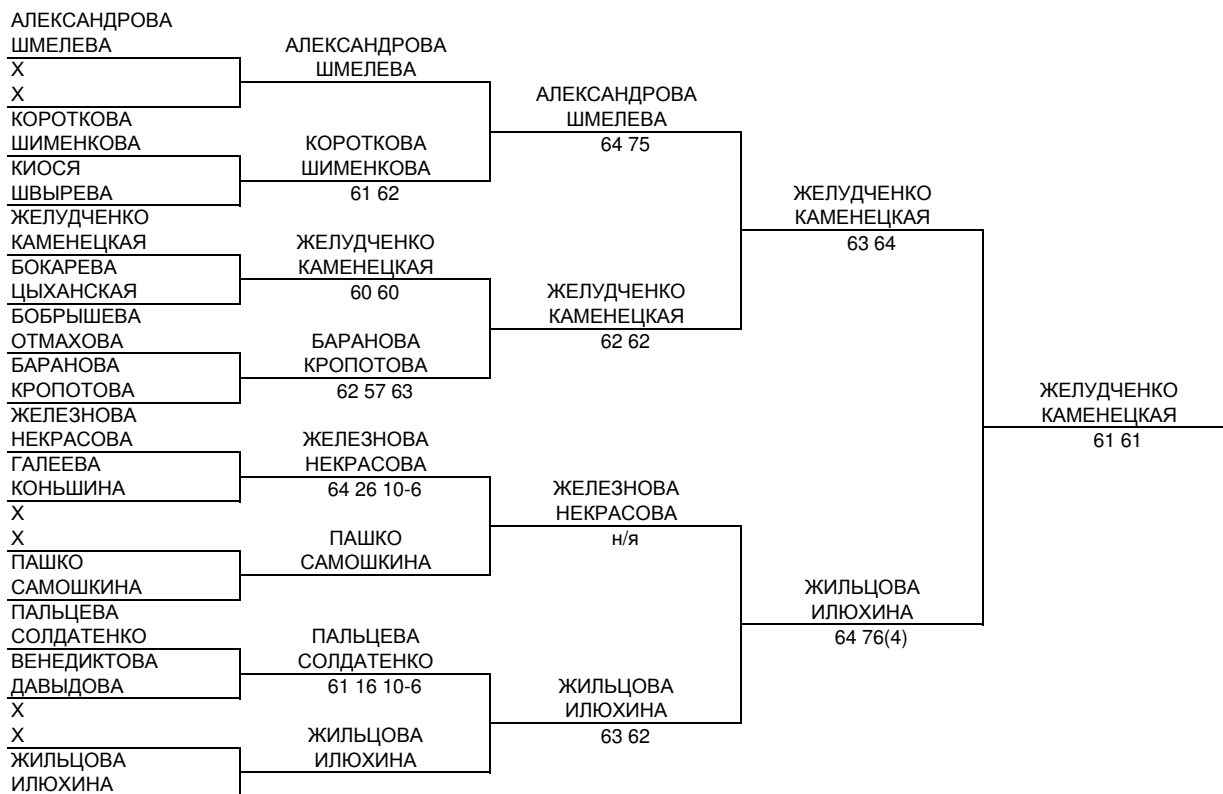 АЛЕКСАНДРОВА
ШМЕЛЕВА
Х
Х
КОРОТКОВА
ШИМЕНКОВА
КИОСЯ
ШВЫРЕВА
ЖЕЛУДЧЕНКО
КАМЕНЕЦКАЯ
БОКАРЕВА
ЦЫХАНСКАЯ
БОБРЫШЕВА
ОТМАХОВА
БАРАНОВА
КРОПОТОВА
ЖЕЛЕЗНОВА
НЕКРАСОВА
ГАЛЕЕВА
КОНЬШИНА
Х
Х
ПАШКО
САМОШКИНА
ПАЛЬЦЕВА
СОЛДАТЕНКО
ВЕНЕДИКТОВА
ДАВЫДОВА
Х
Х
ЖИЛЬЦОВА
ИЛЮХИНА
АЛЕКСАНДРОВА
ШМЕЛЕВА
КОРОТКОВА
ШИМЕНКОВА
61 62
ЖЕЛУДЧЕНКО
КАМЕНЕЦКАЯ
60 60
БАРАНОВА
КРОПОТОВА
62 57 63
ЖЕЛЕЗНОВА
НЕКРАСОВА
64 26 10-6
ПАШКО
САМОШКИНА
ПАЛЬЦЕВА
СОЛДАТЕНКО
61 16 10-6
ЖИЛЬЦОВА
ИЛЮХИНА
АЛЕКСАНДРОВА
ШМЕЛЕВА
64 75
ЖЕЛУДЧЕНКО
КАМЕНЕЦКАЯ
62 62
ЖЕЛЕЗНОВА
НЕКРАСОВА
н/я
ЖИЛЬЦОВА
ИЛЮХИНА
63 62
ЖЕЛУДЧЕНКО
КАМЕНЕЦКАЯ
63 64
ЖИЛЬЦОВА
ИЛЮХИНА
64 76(4)
ЖЕЛУДЧЕНКО
КАМЕНЕЦКАЯ
61 61